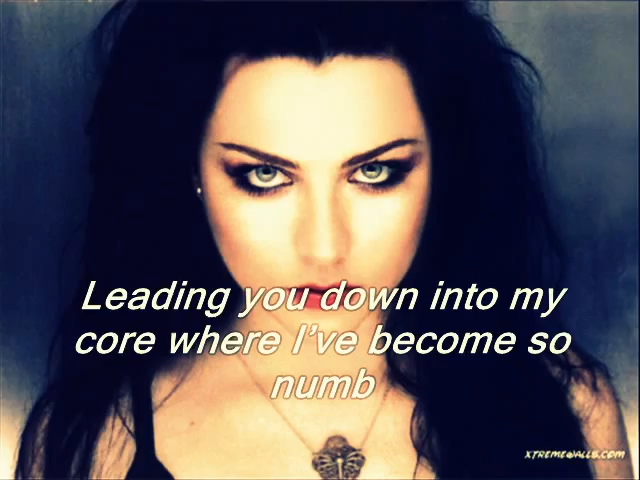 Leading you down into my
core where I've become so
numb
XTREMEWALLS.COM